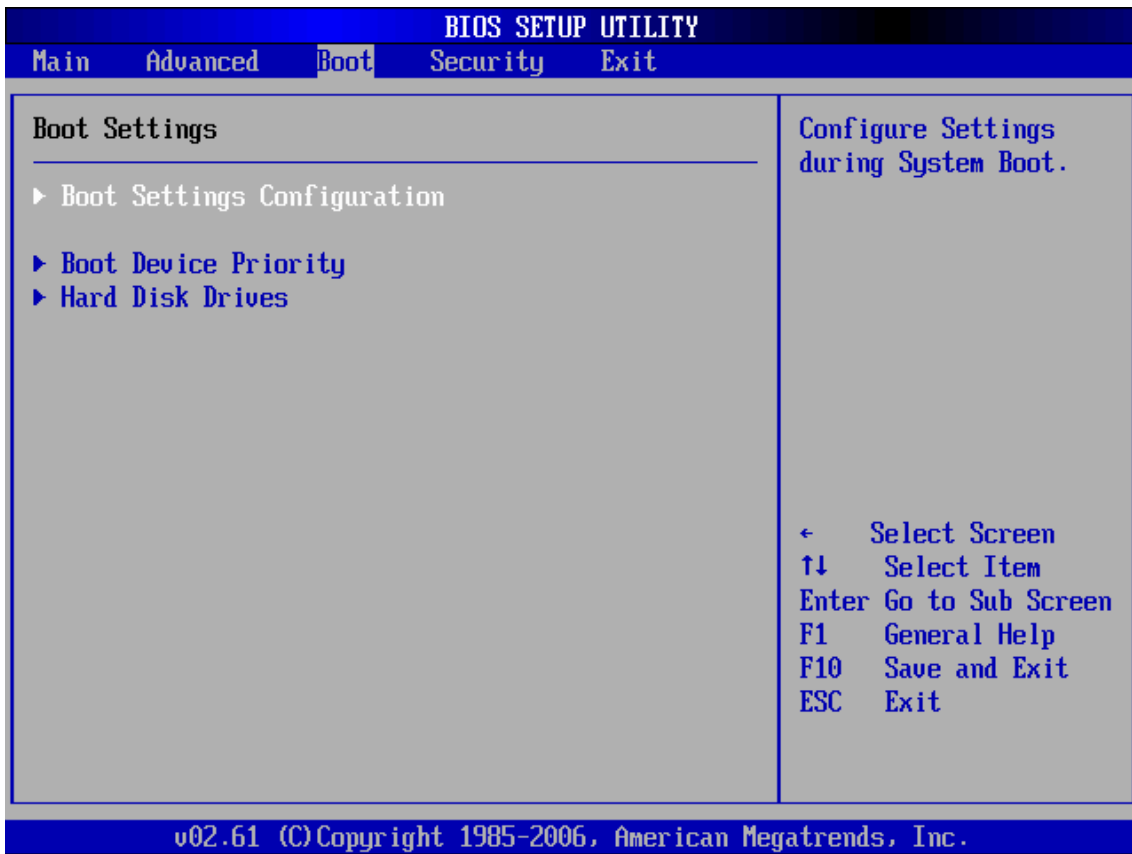 BIOS SETUP UTILITY
Main Advanced Boot Security Exit
Boot Settings
▶ Boot Settings Configuration
▶ Boot Device Priority
▶ Hard Disk Drives
Configure Settings
during System Boot.
← Select Screen
↑↓ Select Item
Enter Go to Sub Screen
F1 General Help
F10 Save and Exit
ESC Exit
v02.61 (C)Copyright 1985-2006, American Megatrends, Inc.